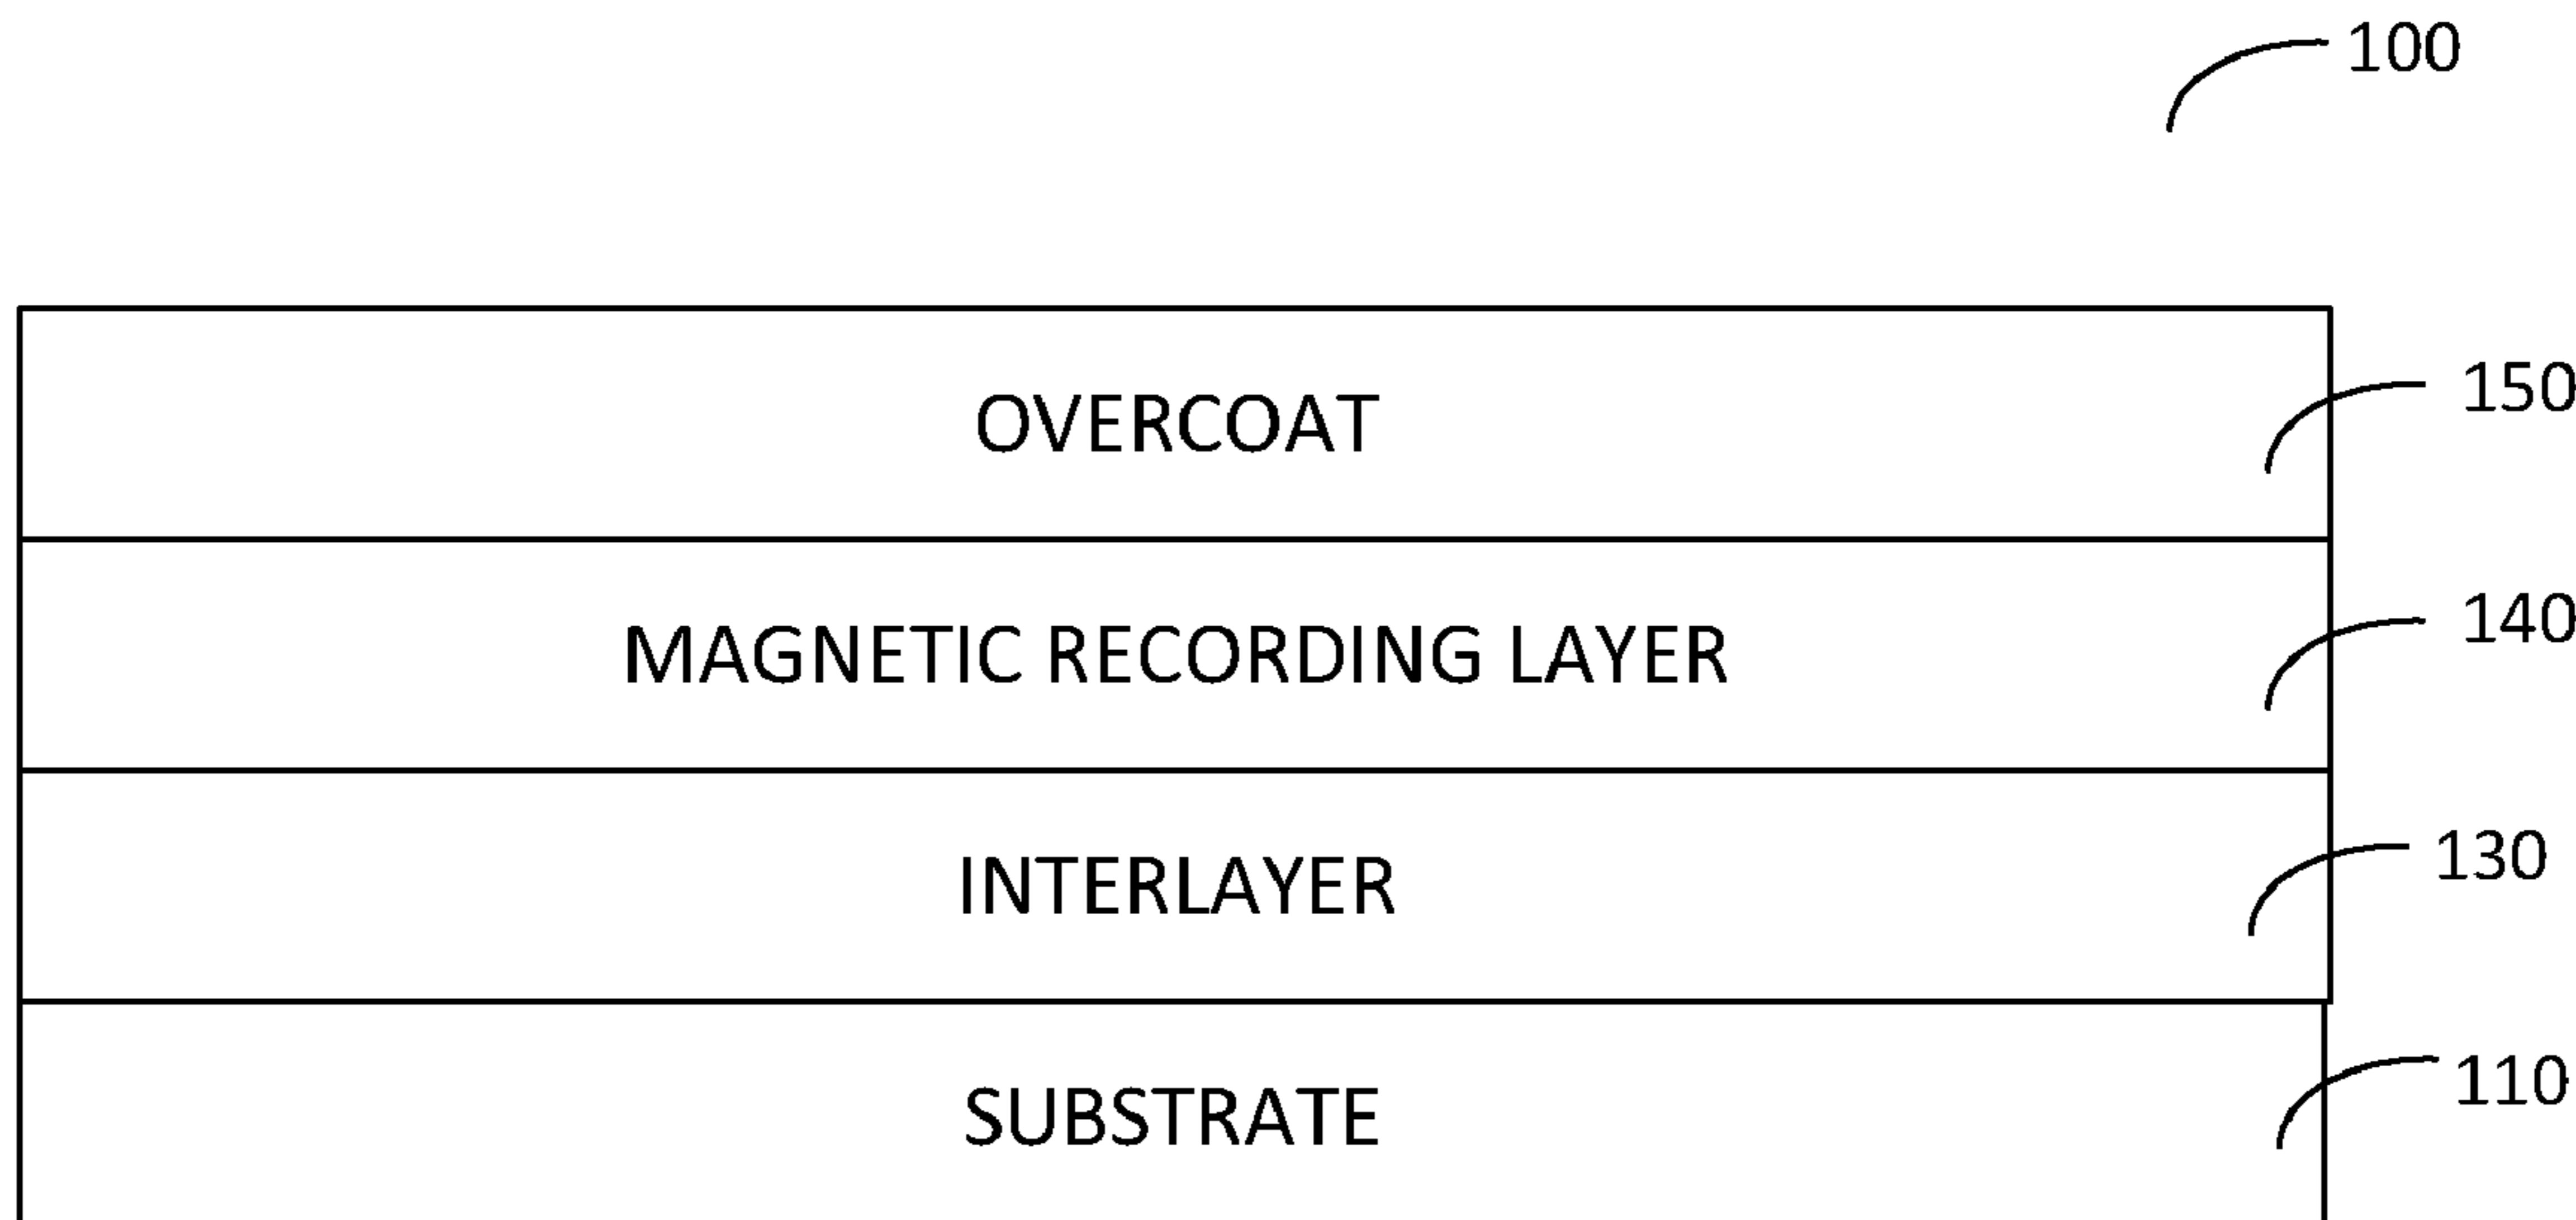 100
OVERCOAT 150
MAGNETIC RECORDING LAYER 140
INTERLAYER 130
SUBSTRATE 110